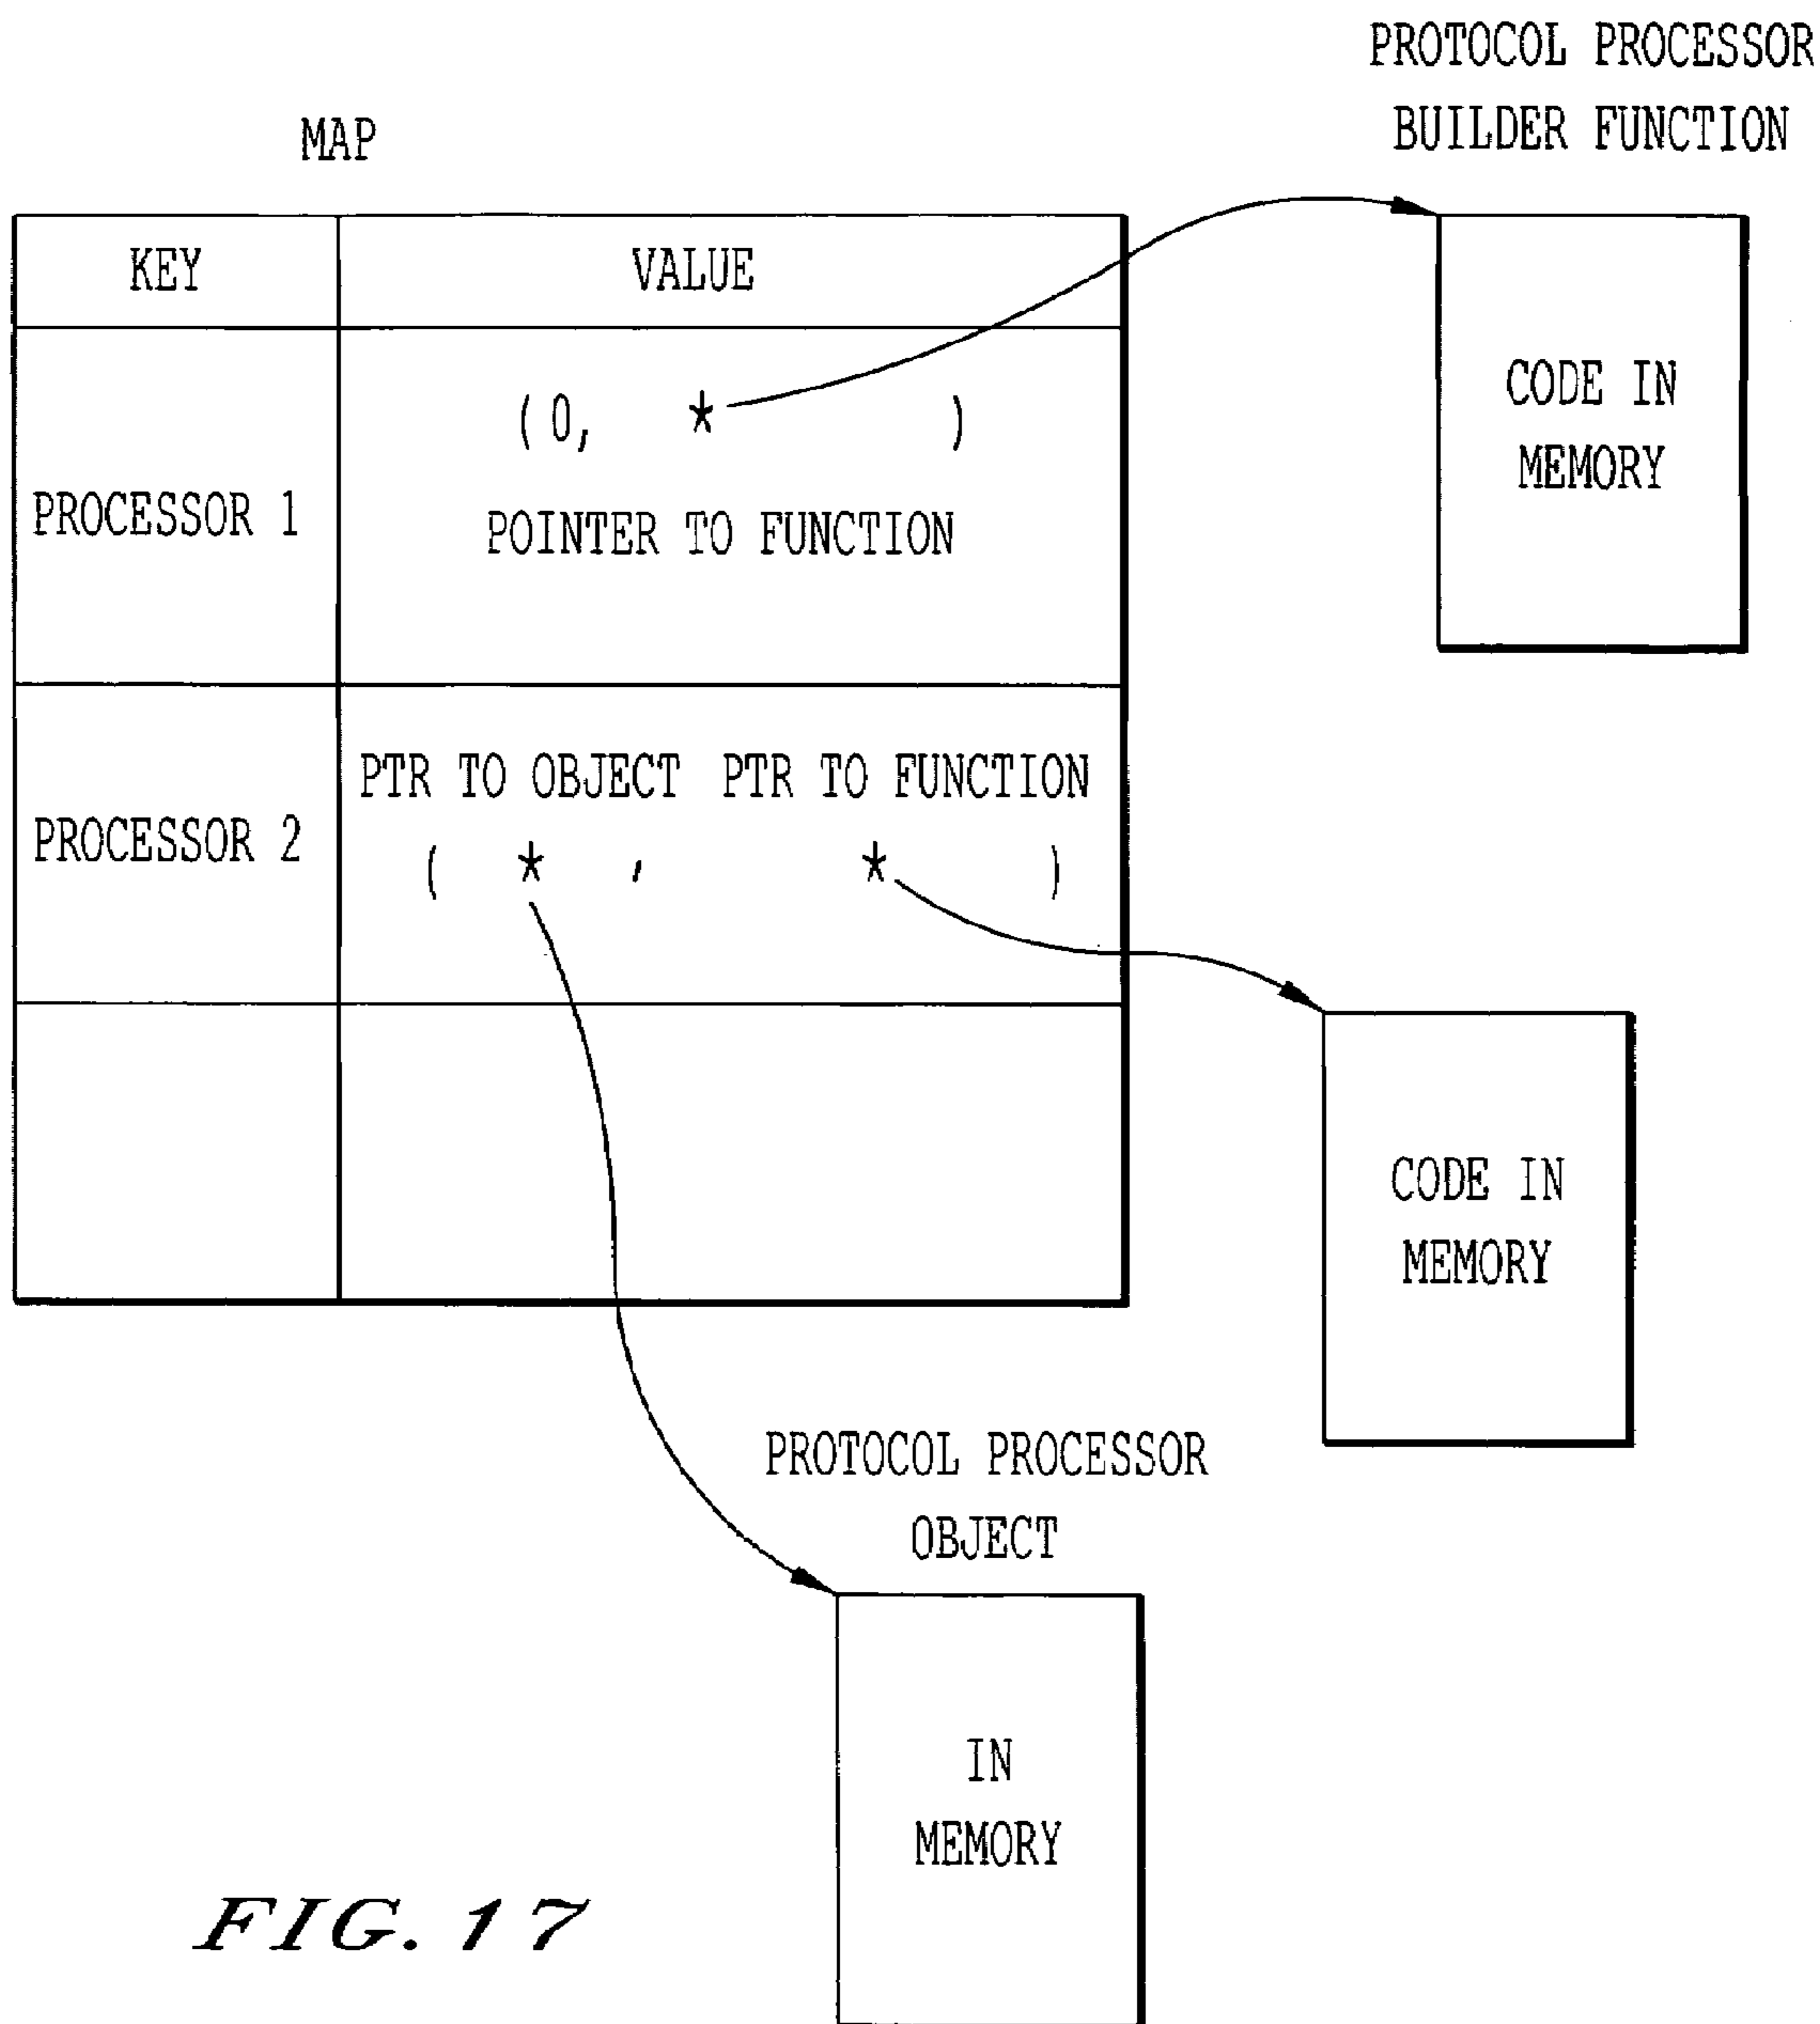 PROTOCOL PROCESSOR
BUILDER FUNCTION
MAP
KEY VALUE
CODE IN
MEMORY
(0, * )
PROCESSOR 1
POINTER TO FUNCTION
PTR TO OBJECT PTR TO FUNCTION
PROCESSOR 2
( * , * )
CODE IN
MEMORY
PROTOCOL PROCESSOR
OBJECT
IN
MEMORY
FIG. 17